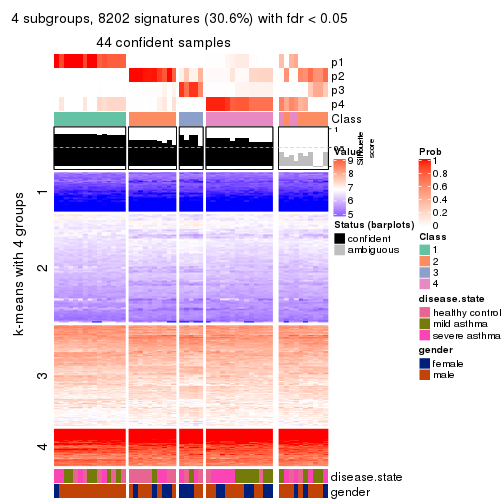 4 subgroups, 8202 signatures (30.6%) with fdr < 0.05
44 confident samples
p1
p2
p3
p4
Class
1
0
Silhouette
score
k-means with 4 groups
1
2
3
4
disease.state
gender
Value
9
8
7
6
5
Status (barplots)
confident
ambiguous
Prob
1
0.8
0.6
0.4
0.2
0
Class
1
2
3
4
disease.state
healthy control
mild asthma
severe asthma
gender
female
male